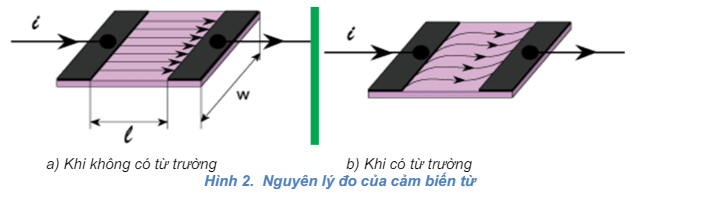 i
i
w
l
a) Khi không có từ trường
b) Khi có từ trường
Hình 2. Nguyên lý đo của cảm biến từ